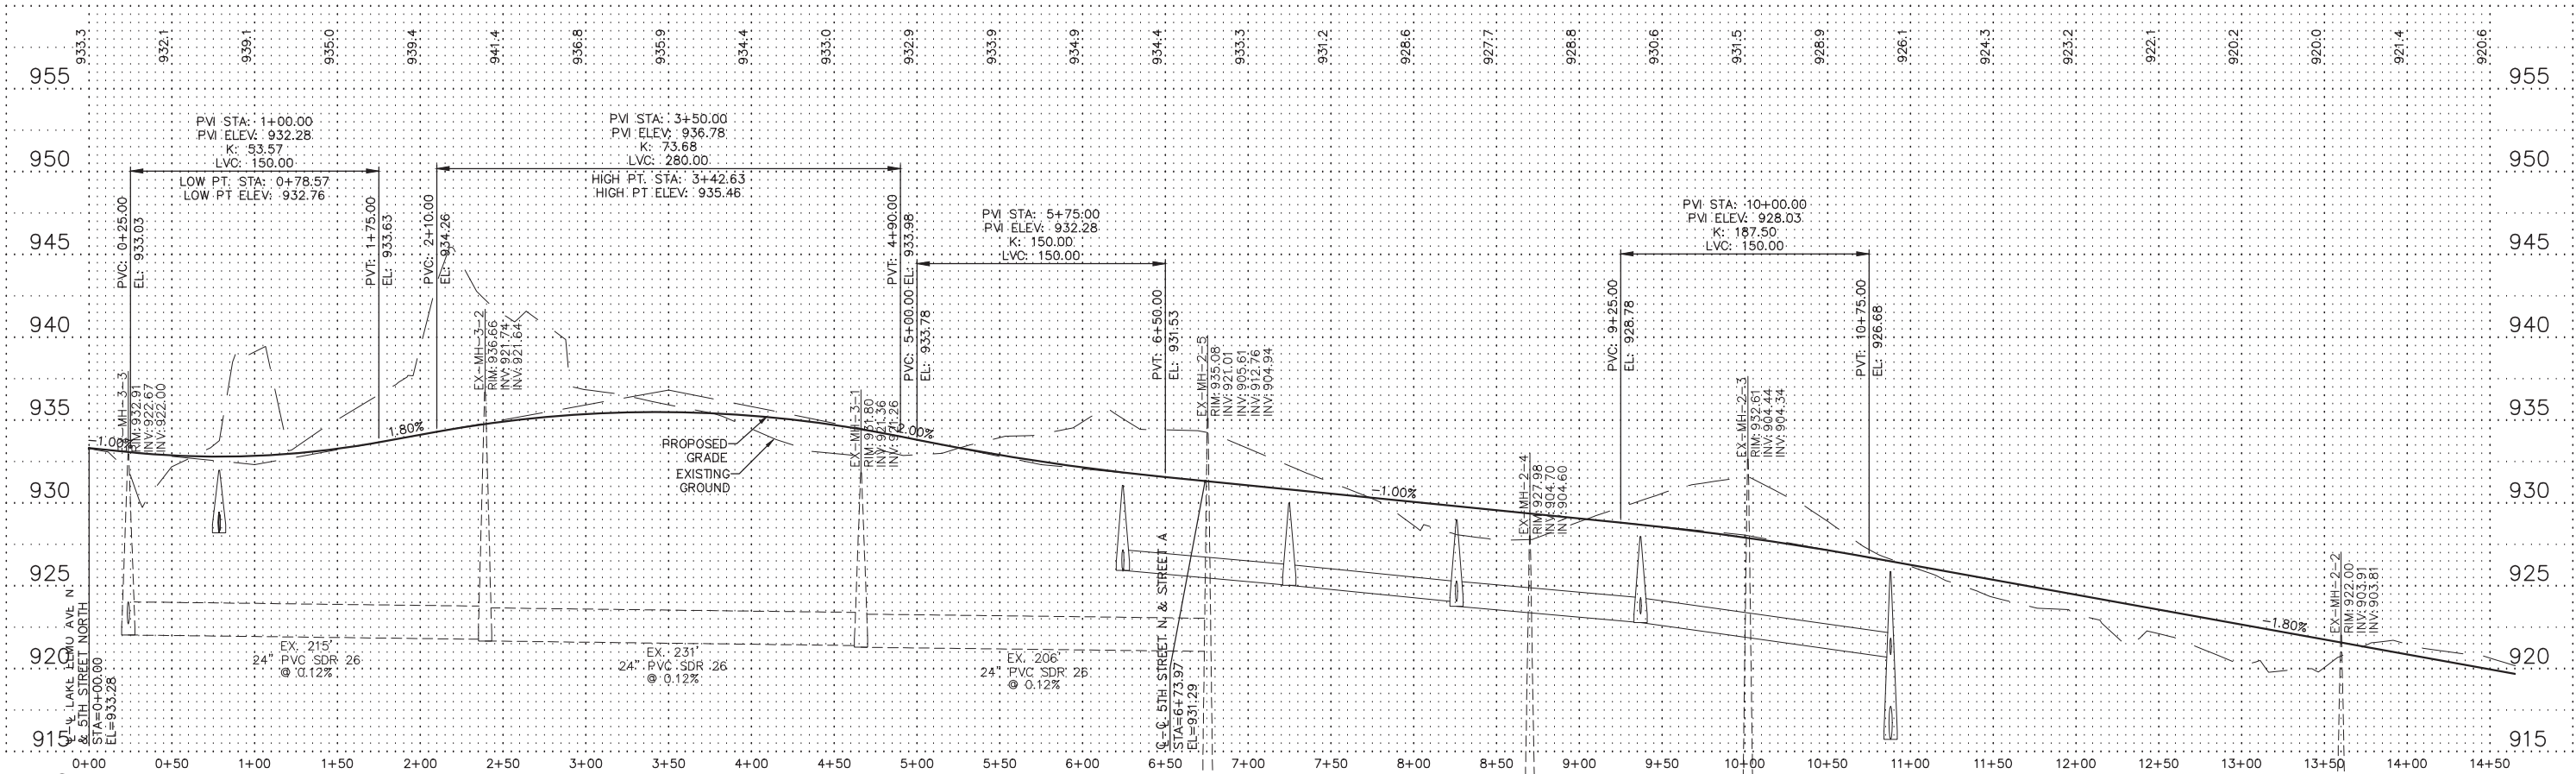 933.3
932.1
939.1
935.0
939.4
941.4
936.8
935.9
934.4
933.0
932.9
933.9
934.9
934.4
933.3
931.2
928.6
927.7
928.8
930.6
931.5
928.9
926.1
924.3
923.2
922.1
920.2
920.0
921.4
920.6
955
955
950
950
945
945
940
940
935
935
930
930
925
925
920
920
915
915
PVI STA: 1+00.00
PVI ELEV: 932.28
K: 53.57
LVC: 150.00
LOW PT. STA: 0+78.57
LOW PT ELEV: 932.76
PVC: 0+25.00
EL: 933.03
PVT: 1+75.00
EL: 933.63
PVI STA: 3+50.00
PVI ELEV: 936.78
K: 73.68
LVC: 280.00
HIGH PT. STA: 3+42.63
HIGH PT ELEV: 935.46
PVC: 2+10.00
EL: 934.26
PVT: 4+90.00
EL: 933.98
PVI STA: 5+75.00
PVI ELEV: 932.28
K: 150.00
LVC: 150.00
PVC: 5+00.00
EL: 933.78
PVT: 6+50.00
EL: 931.53
PVI STA: 10+00.00
PVI ELEV: 928.03
K: 187.50
LVC: 150.00
PVC: 9+25.00
EL: 928.78
PVT: 10+75.00
EL: 926.68
-MH-3-3
RIM: 932.91
INV: 922.67
INV: 922.00
EX-MH-3-2
RIM: 936.66
INV: 921.74
INV: 921.64
EX-MH-3-1
RIM: 931.80
INV: 921.36
INV: 921.26
EX-MH-2-5
RIM: 935.08
INV: 921.01
INV: 905.61
INV: 912.76
INV: 904.94
EX-MH-2-4
RIM: 927.98
INV: 904.70
INV: 904.60
EX-MH-2-3
RIM: 932.61
INV: 904.44
INV: 904.34
EX-MH-2-2
RIM: 922.00
INV: 903.91
INV: 903.81
-1.00%
1.80%
-2.00%
-1.00%
-1.80%
PROPOSED
GRADE
EXISTING
GROUND
EX. 215'
24" PVC SDR 26
@ 0.12%
EX. 231'
24" PVC SDR 26
@ 0.12%
EX. 206'
24" PVC SDR 26
@ 0.12%
LAKE ELMO AVE N
& 5TH STREET NORTH
STA=0+00.00
EL=933.28
5TH STREET N. & STREET A
STA=6+73.97
EL=931.29
0+00
0+50
1+00
1+50
2+00
2+50
3+00
3+50
4+00
4+50
5+00
5+50
6+00
6+50
7+00
7+50
8+00
8+50
9+00
9+50
10+00
10+50
11+00
11+50
12+00
12+50
13+00
13+50
14+00
14+50